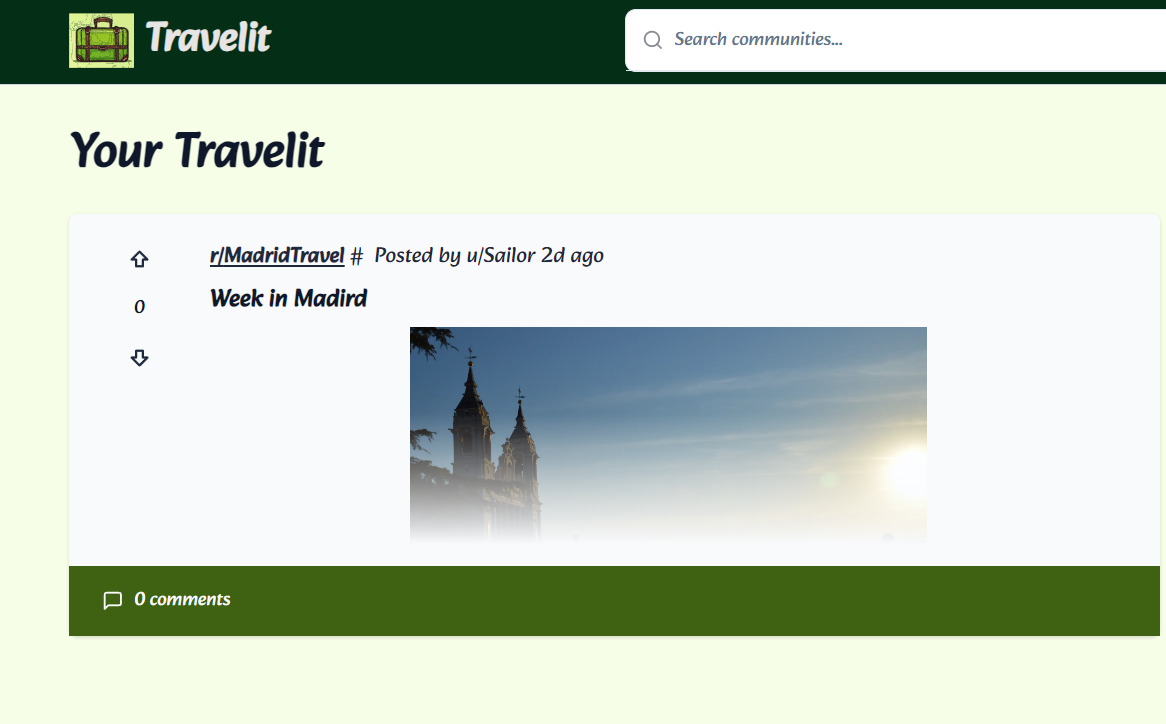 Travelit
Search communities...
Your Travelit
r/MadridTravel # Posted by u/Sailor 2d ago
0
Week in Madird
0 comments